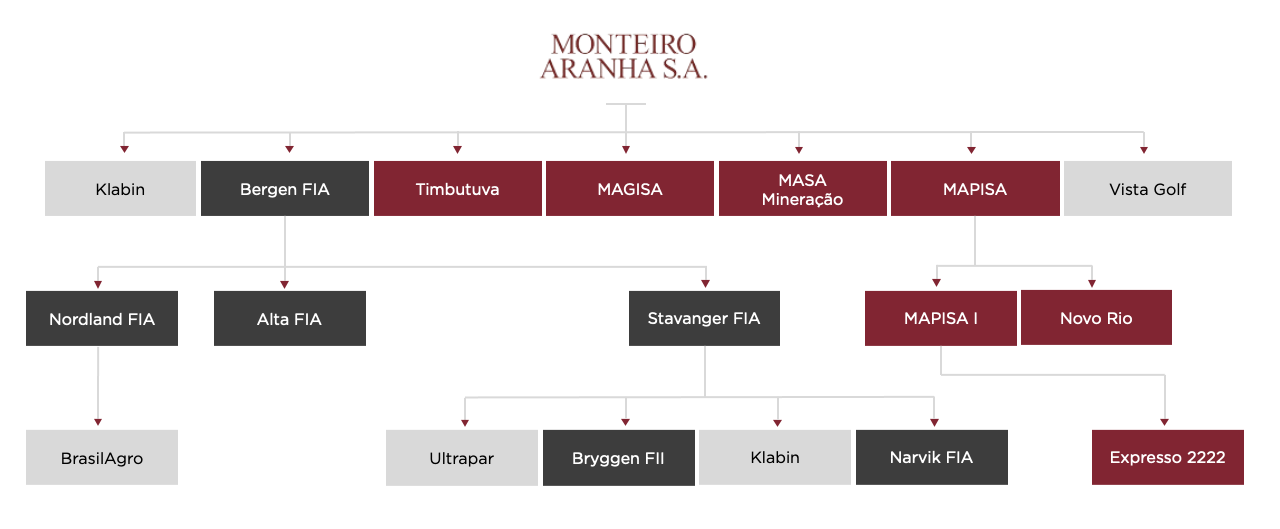 MONTEIRO
ARANHA S.A.
Klabin
Bergen FIA
Timbutuva
MAGISA
MASA
Mineração
MAPISA
Vista Golf
Nordland FIA
Alta FIA
Stavanger FIA
MAPISA I
Novo Rio
BrasilAgro
Ultrapar
Bryggen FII
Klabin
Narvik FIA
Expresso 2222